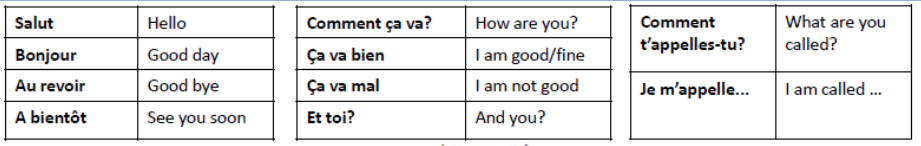 Salut Hello
Bonjour Good day
Au revoir Good bye
A bientôt See you soon
Comment ça va? How are you?
Ça va bien I am good/fine
Ça va mal I am not good
Et toi? And you?
Comment What are you
t'appelles-tu? called?
Je m'appelle... I am called ...